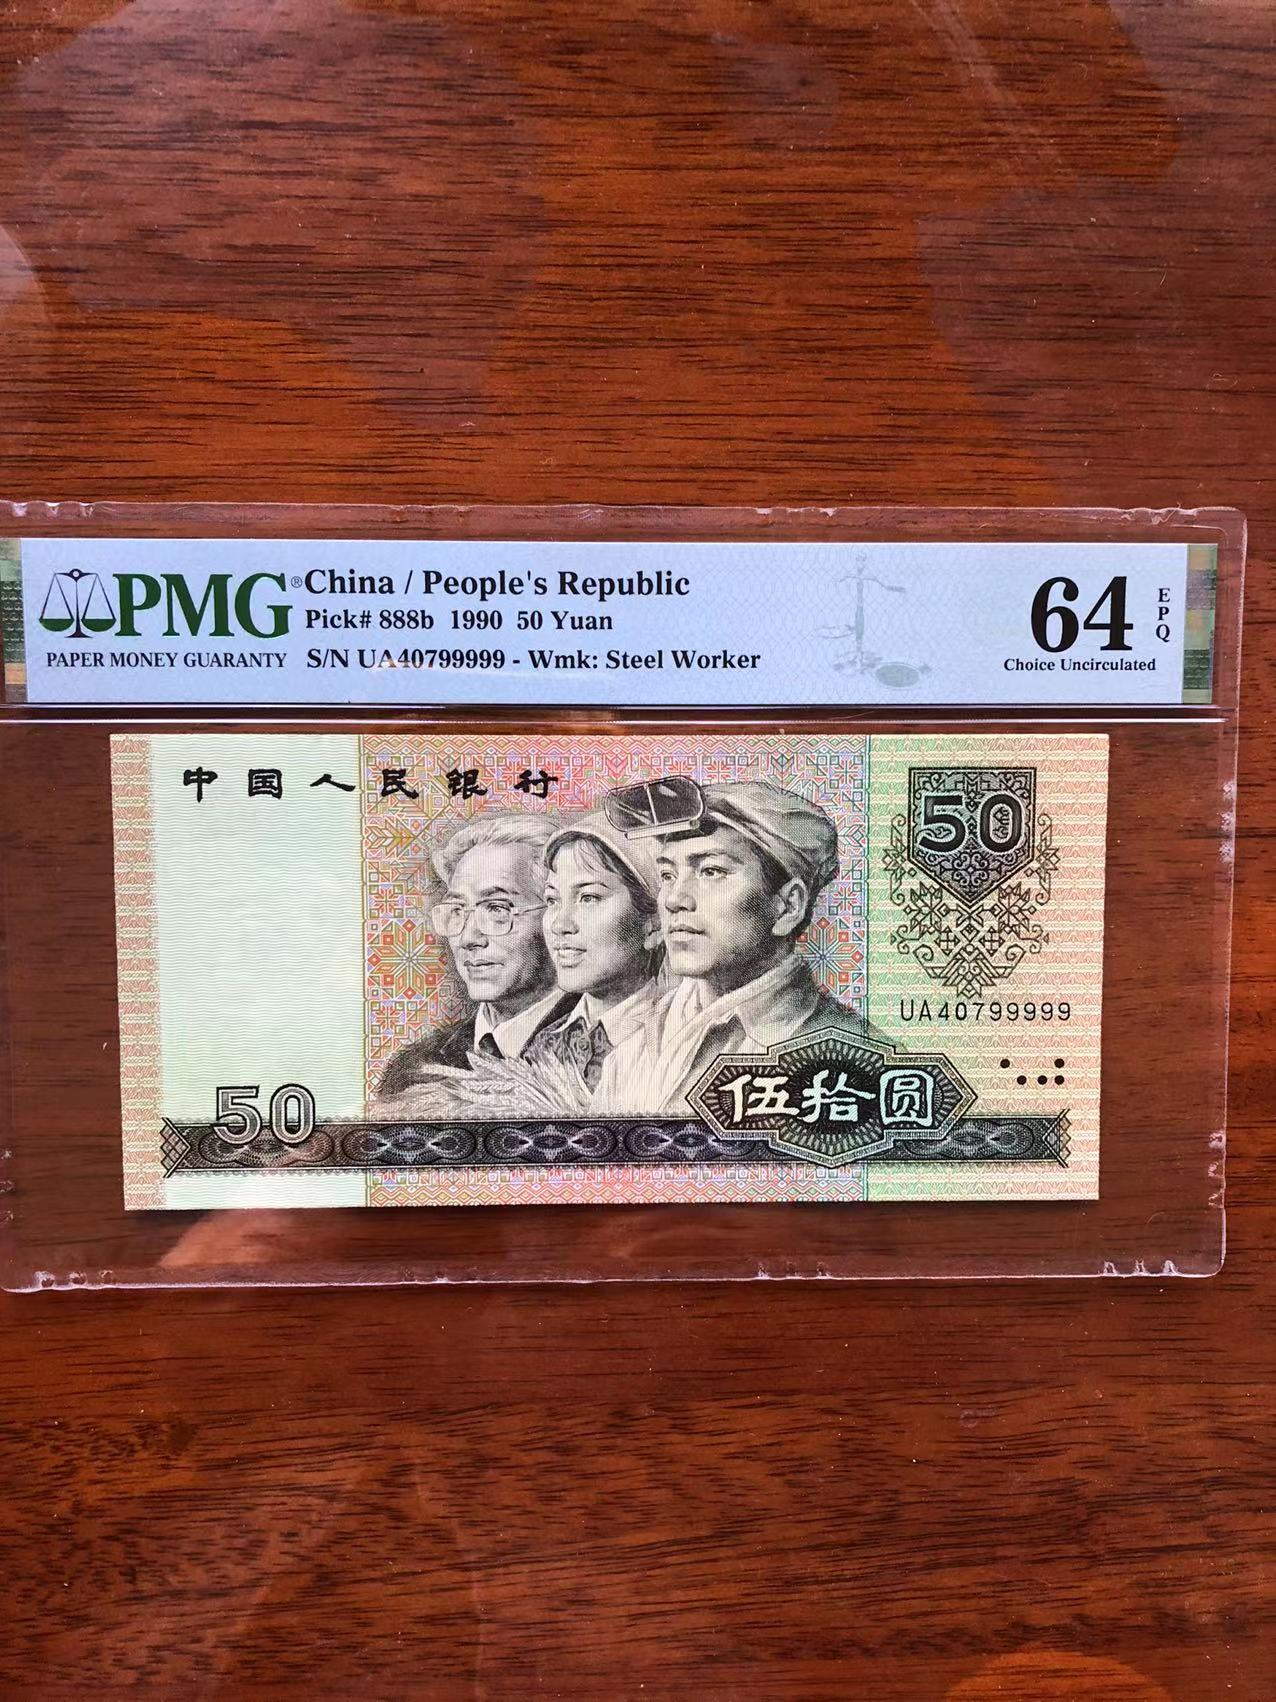 PMG®
PAPER MONEY GUARANTY
China / People's Republic
Pick# 888b 1990 50 Yuan
S/N UA40799999 - Wmk: Steel Worker
64
EPQ
Choice Uncirculated
中国人民银行
50
UA40799999
50
伍拾圆